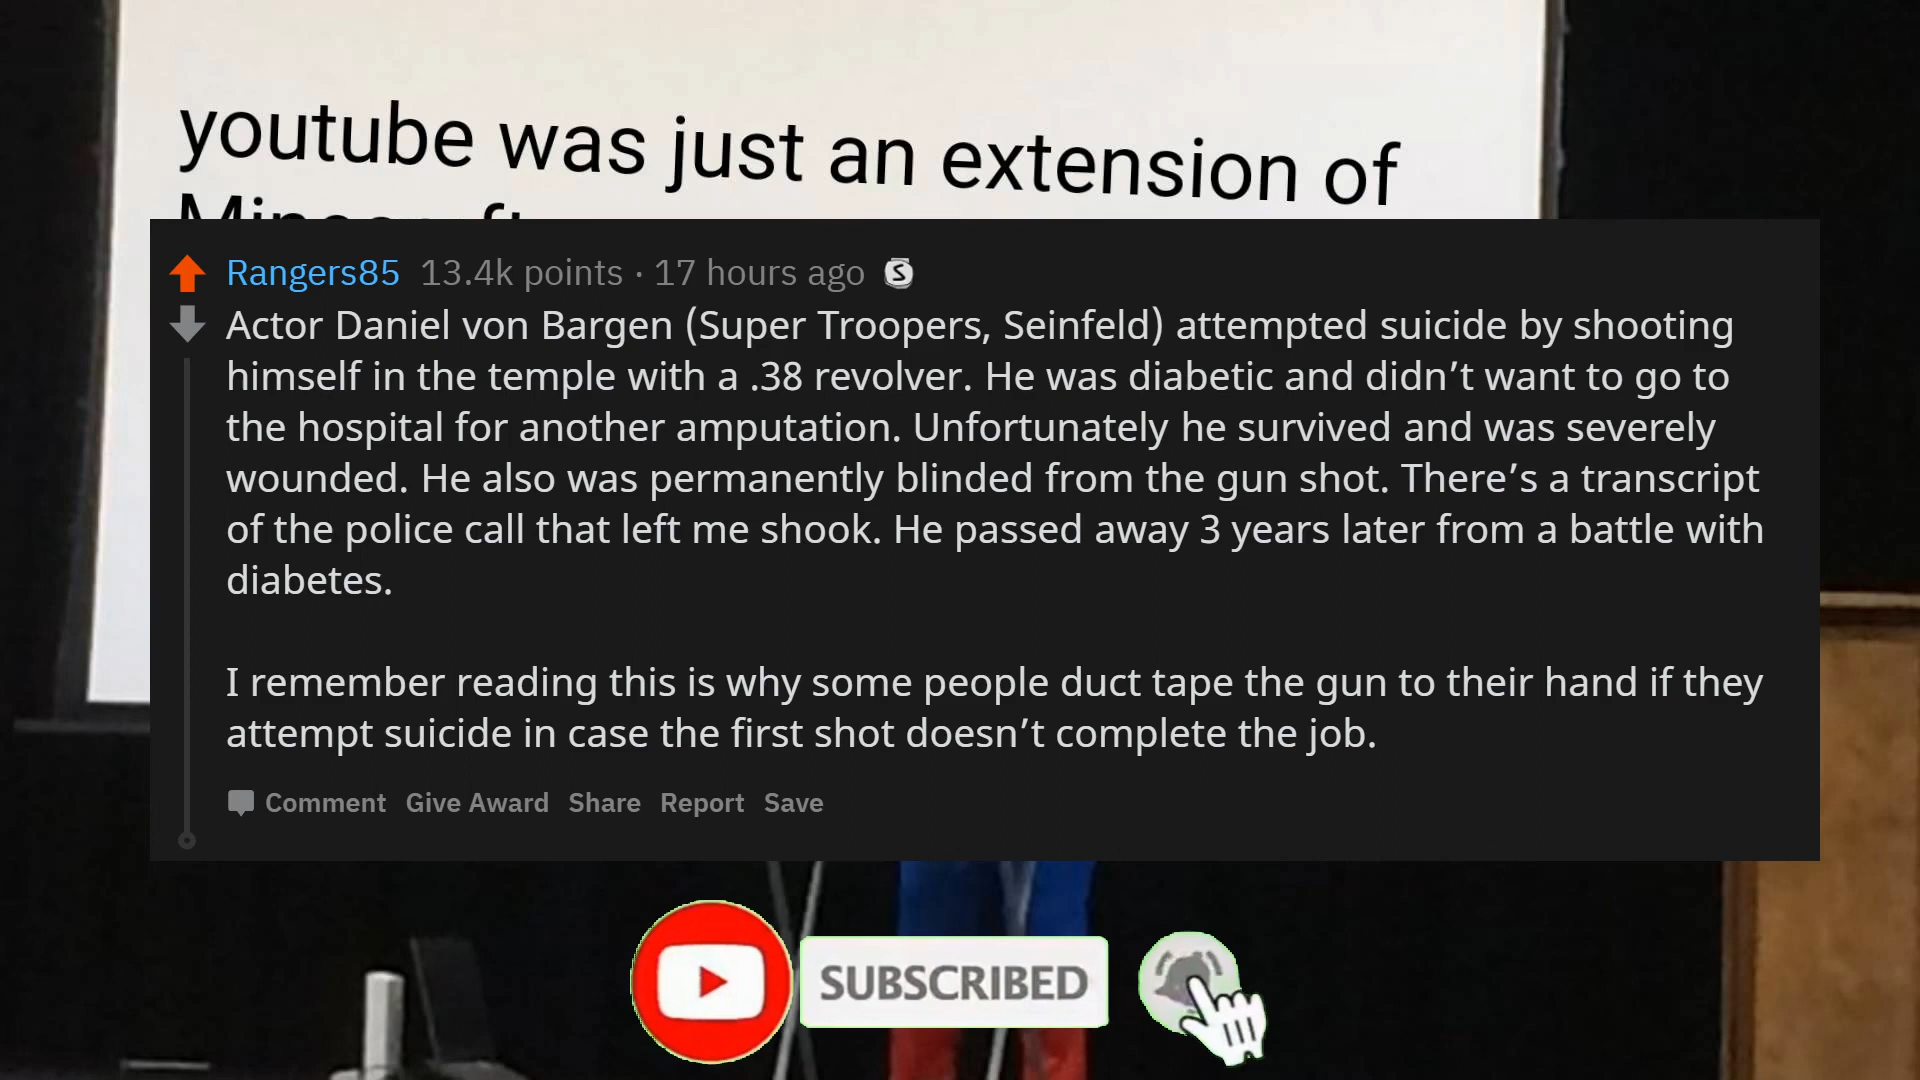 youtube was just an extension of
Minecraft
Rangers85 13.4k points · 17 hours ago S
Actor Daniel von Bargen (Super Troopers, Seinfeld) attempted suicide by shooting
himself in the temple with a .38 revolver. He was diabetic and didn’t want to go to
the hospital for another amputation. Unfortunately he survived and was severely
wounded. He also was permanently blinded from the gun shot. There’s a transcript
of the police call that left me shook. He passed away 3 years later from a battle with
diabetes.
I remember reading this is why some people duct tape the gun to their hand if they
attempt suicide in case the first shot doesn’t complete the job.
Comment Give Award Share Report Save
SUBSCRIBED